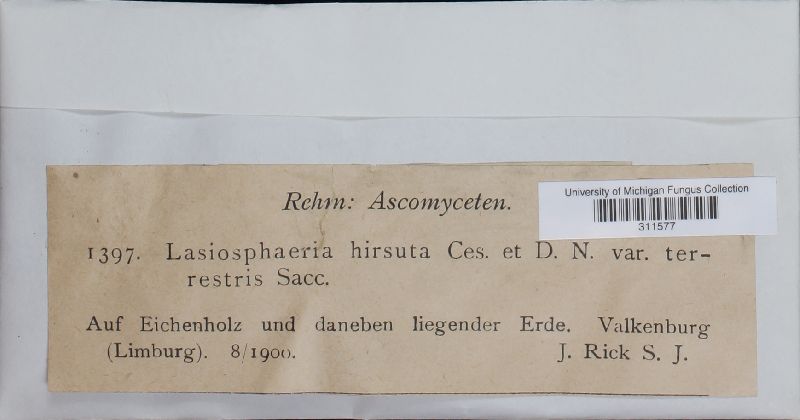 Rehm: Ascomyceten.
University of Michigan Fungus Collection
311577
1397. Lasiosphaeria hirsuta Ces. et D. N. var. ter-
restris Sacc.
Auf Eichenholz und daneben liegender Erde. Valkenburg
(Limburg). 8/1900. J. Rick S. J.